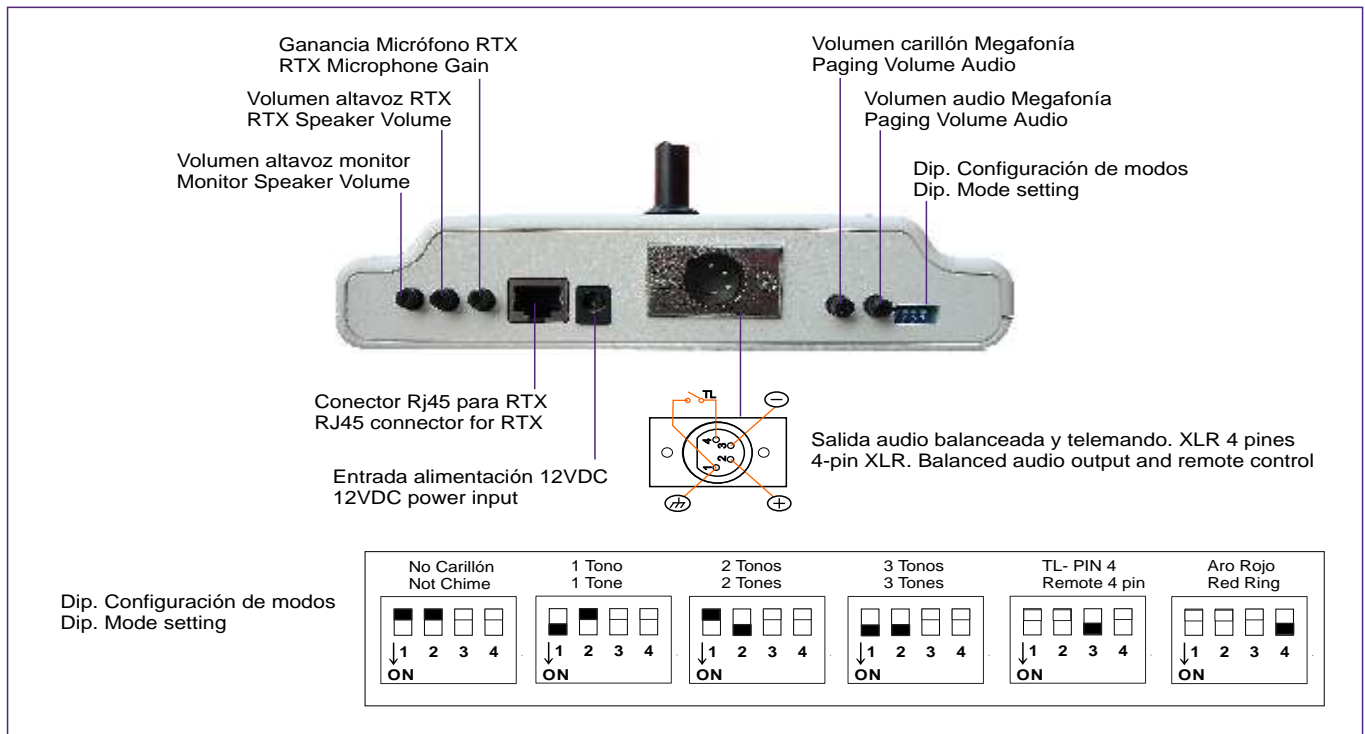 Ganancia Micrófono RTX
RTX Microphone Gain
Volumen altavoz RTX
RTX Speaker Volume
Volumen altavoz monitor
Monitor Speaker Volume
Volumen carillón Megafonía
Paging Volume Audio
Volumen audio Megafonía
Paging Volume Audio
Dip. Configuración de modos
Dip. Mode setting
Conector Rj45 para RTX
RJ45 connector for RTX
Entrada alimentación 12VDC
12VDC power input
TL
4
3
2
1
Salida audio balanceada y telemando. XLR 4 pines
4-pin XLR. Balanced audio output and remote control
Dip. Configuración de modos
Dip. Mode setting
No Carillón
Not Chime
1 2 3 4
ON
1 Tono
1 Tone
1 2 3 4
ON
2 Tonos
2 Tones
1 2 3 4
ON
3 Tonos
3 Tones
1 2 3 4
ON
TL- PIN 4
Remote 4 pin
1 2 3 4
ON
Aro Rojo
Red Ring
1 2 3 4
ON